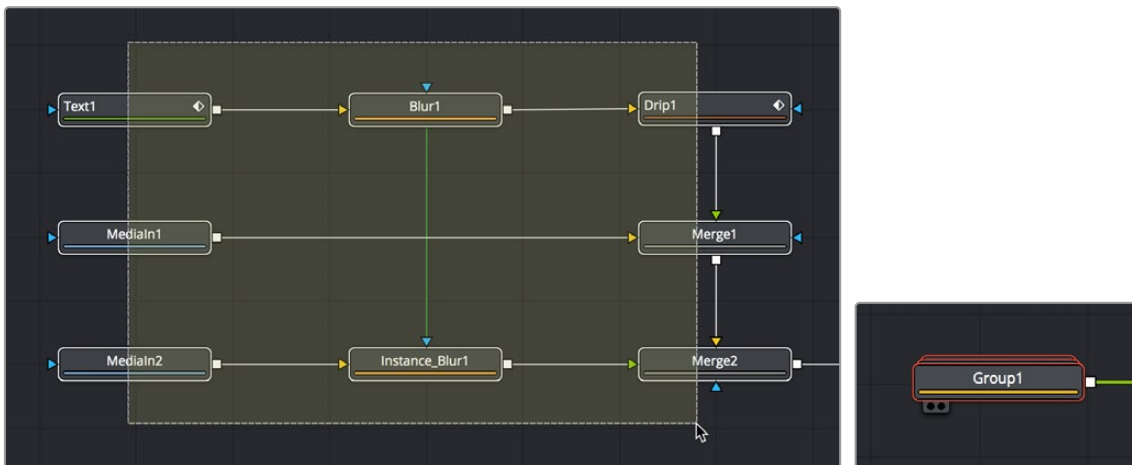 Text1
Blur1
Drip1
MediaIn1
Merge1
MediaIn2
Instance_Blur1
Merge2
Group1